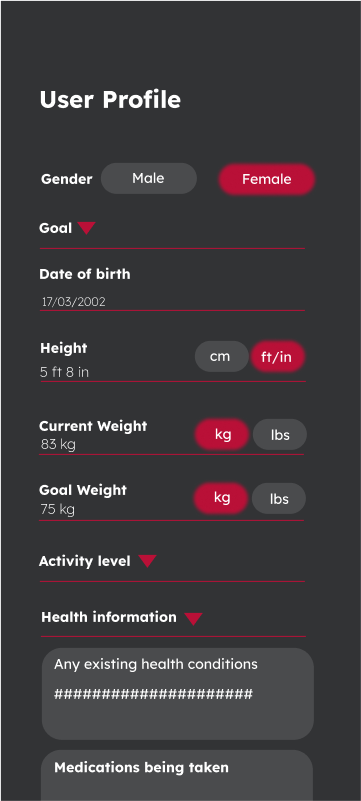 User Profile
Gender Male Female
Goal
Date of birth
17/03/2002
Height
cm ft/in
5 ft 8 in
Current Weight
kg lbs
83 kg
Goal Weight
kg lbs
75 kg
Activity level
Health information
Any existing health conditions
#####################
Medications being taken